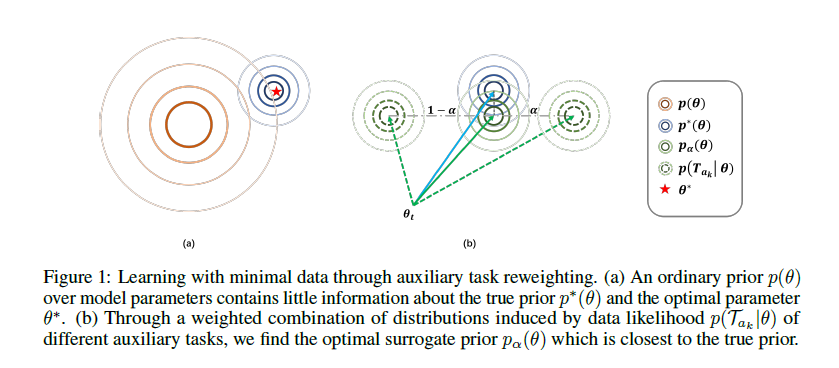 1 − α
α
θₜ
p(θ)
p*(θ)
pα(θ)
p(Tₐₖ| θ)
θ*
(a)
(b)
Figure 1: Learning with minimal data through auxiliary task reweighting. (a) An ordinary prior p(θ)
over model parameters contains little information about the true prior p*(θ) and the optimal parameter
θ*. (b) Through a weighted combination of distributions induced by data likelihood p(𝒯ₐₖ|θ) of
different auxiliary tasks, we find the optimal surrogate prior pα(θ) which is closest to the true prior.